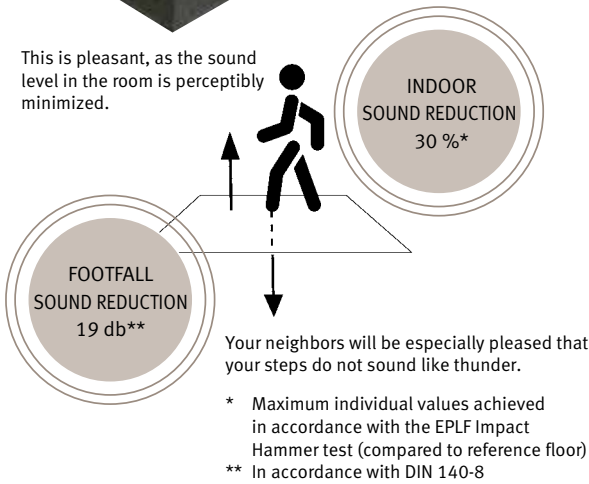 This is pleasant, as the sound
level in the room is perceptibly
minimized.
INDOOR
SOUND REDUCTION
30 %*
FOOTFALL
SOUND REDUCTION
19 db**
Your neighbors will be especially pleased that
your steps do not sound like thunder.
* Maximum individual values achieved
in accordance with the EPLF Impact
Hammer test (compared to reference floor)
** In accordance with DIN 140-8